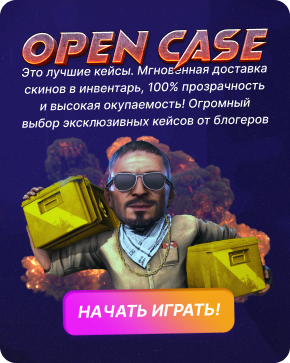 OPEN CASE
Это лучшие кейсы. Мгновенная доставка
скинов в инвентарь, 100% прозрачность
и высокая окупаемость! Огромный
выбор эксклюзивных кейсов от блогеров
НАЧАТЬ ИГРАТЬ!